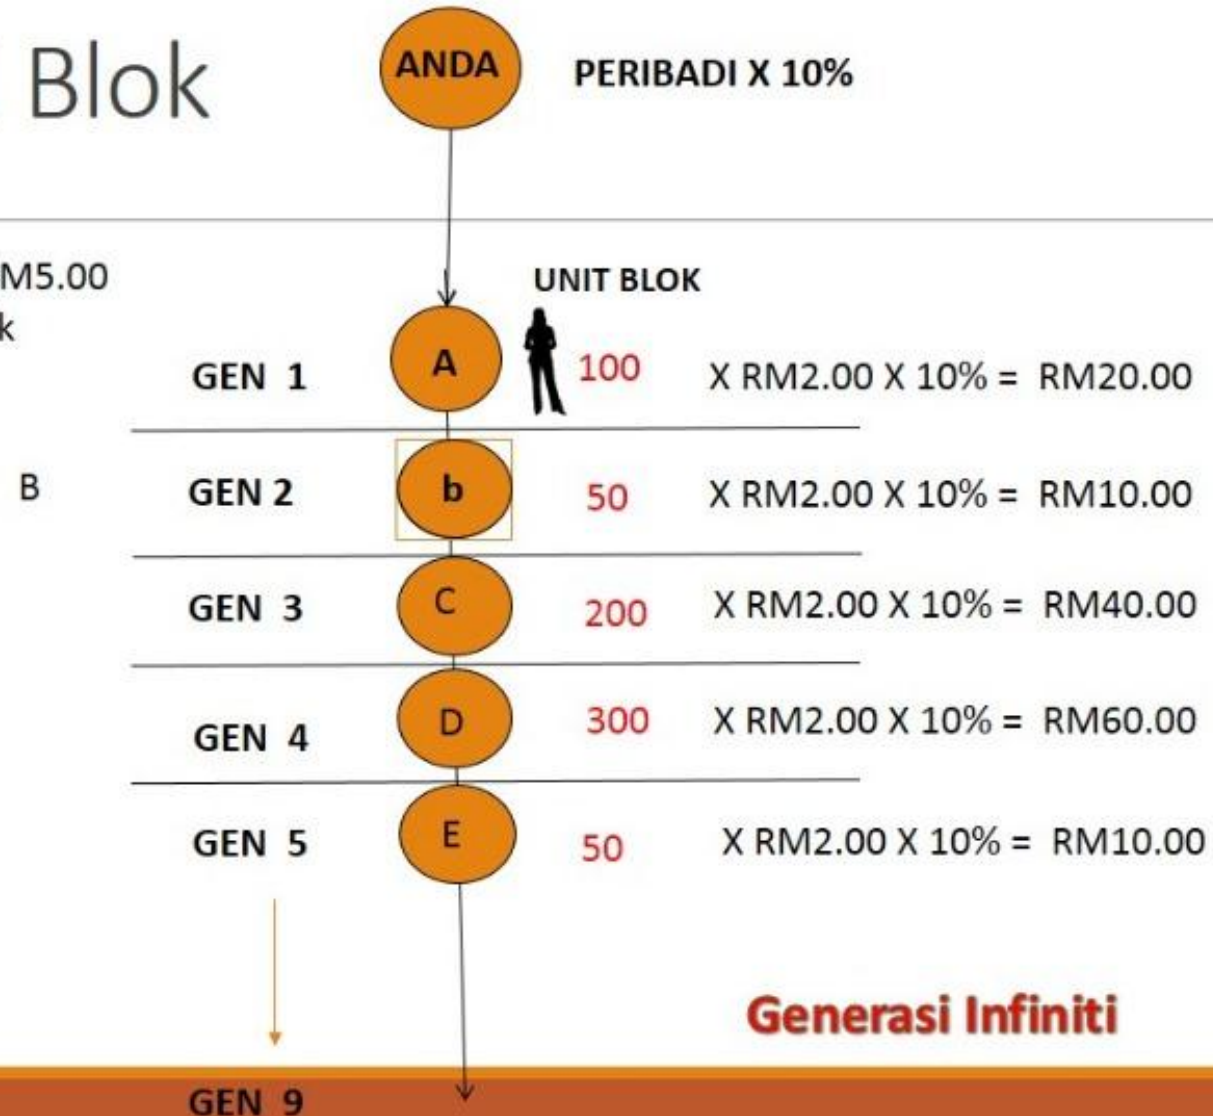 Blok
ANDA
PERIBADI X 10%
M5.00
k
UNIT BLOK
GEN 1 A 100 X RM2.00 X 10% = RM20.00
B GEN 2 b 50 X RM2.00 X 10% = RM10.00
GEN 3 C 200 X RM2.00 X 10% = RM40.00
GEN 4 D 300 X RM2.00 X 10% = RM60.00
GEN 5 E 50 X RM2.00 X 10% = RM10.00
Generasi Infiniti
GEN 9